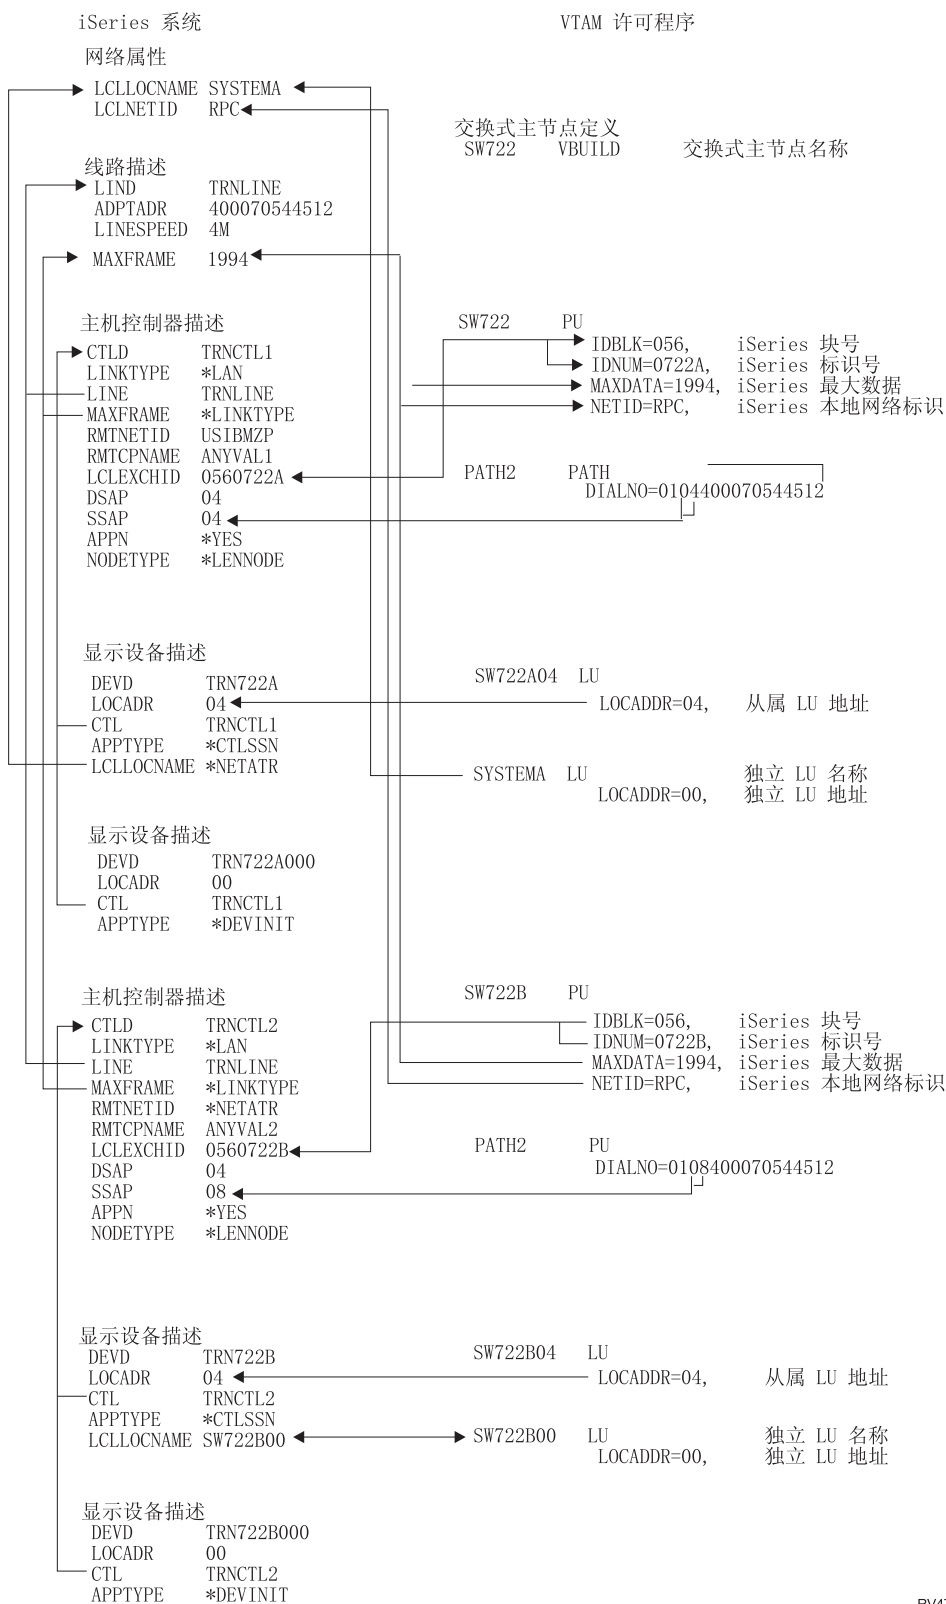 iSeries 系统
VTAM 许可程序
网络属性
LCLLOCNAME SYSTEMA
LCLNETID RPC
交换式主节点定义
SW722 VBUILD 交换式主节点名称
线路描述
LIND TRNLINE
ADPTADR 400070544512
LINESPEED 4M
MAXFRAME 1994
主机控制器描述
CTLD TRNCTL1
LINKTYPE *LAN
LINE TRNLINE
MAXFRAME *LINKTYPE
RMTNETID USIBMZP
RMTCPNAME ANYVAL1
LCLEXCHID 0560722A
DSAP 04
SSAP 04
APPN *YES
NODETYPE *LENNODE
SW722 PU
IDBLK=056, iSeries 块号
IDNUM=0722A, iSeries 标识号
MAXDATA=1994, iSeries 最大数据
NETID=RPC, iSeries 本地网络标识
PATH2 PATH
DIALNO=0104400070544512
显示设备描述
DEVD TRN722A
LOCADR 04
CTL TRNCTL1
APPTYPE *CTLSSN
LCLLOCNAME *NETATR
SW722A04 LU
LOCADDR=04, 从属 LU 地址
SYSTEMA LU 独立 LU 名称
LOCADDR=00, 独立 LU 地址
显示设备描述
DEVD TRN722A000
LOCADR 00
CTL TRNCTL1
APPTYPE *DEVINIT
主机控制器描述
CTLD TRNCTL2
LINKTYPE *LAN
LINE TRNLINE
MAXFRAME *LINKTYPE
RMTNETID *NETATR
RMTCPNAME ANYVAL2
LCLEXCHID 0560722B
DSAP 04
SSAP 08
APPN *YES
NODETYPE *LENNODE
SW722B PU
IDBLK=056, iSeries 块号
IDNUM=0722B, iSeries 标识号
MAXDATA=1994, iSeries 最大数据
NETID=RPC, iSeries 本地网络标识
PATH2 PU
DIALNO=0108400070544512
显示设备描述
DEVD TRN722B
LOCADR 04
CTL TRNCTL2
APPTYPE *CTLSSN
LCLLOCNAME SW722B00
SW722B04 LU
LOCADDR=04, 从属 LU 地址
SW722B00 LU 独立 LU 名称
LOCADDR=00, 独立 LU 地址
显示设备描述
DEVD TRN722B000
LOCADR 00
CTL TRNCTL2
APPTYPE *DEVINIT